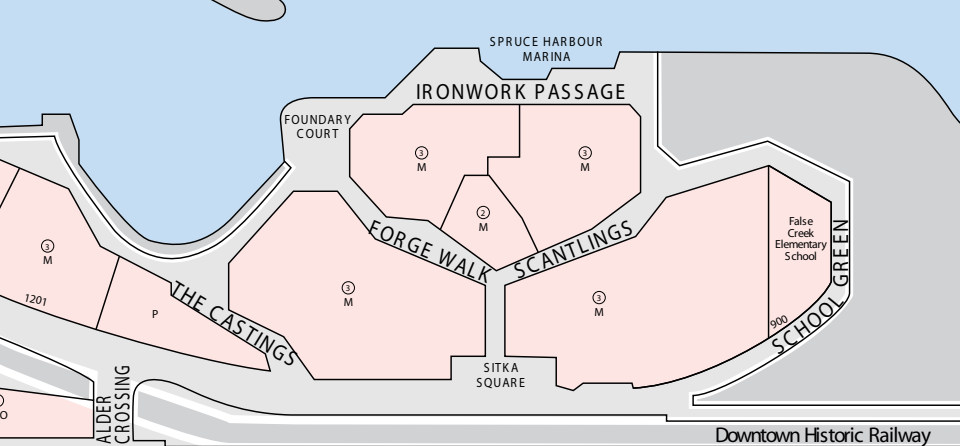 SPRUCE HARBOUR
MARINA
IRONWORK PASSAGE
FOUNDARY
COURT
3
M
3
M
2
M
FORGE WALK
SCANTLINGS
False
Creek
Elementary
School
SCHOOL GREEN
900
3
M
1201
P
THE CASTINGS
3
M
3
M
SITKA
SQUARE
ALDER
CROSSING
O
Downtown Historic Railway